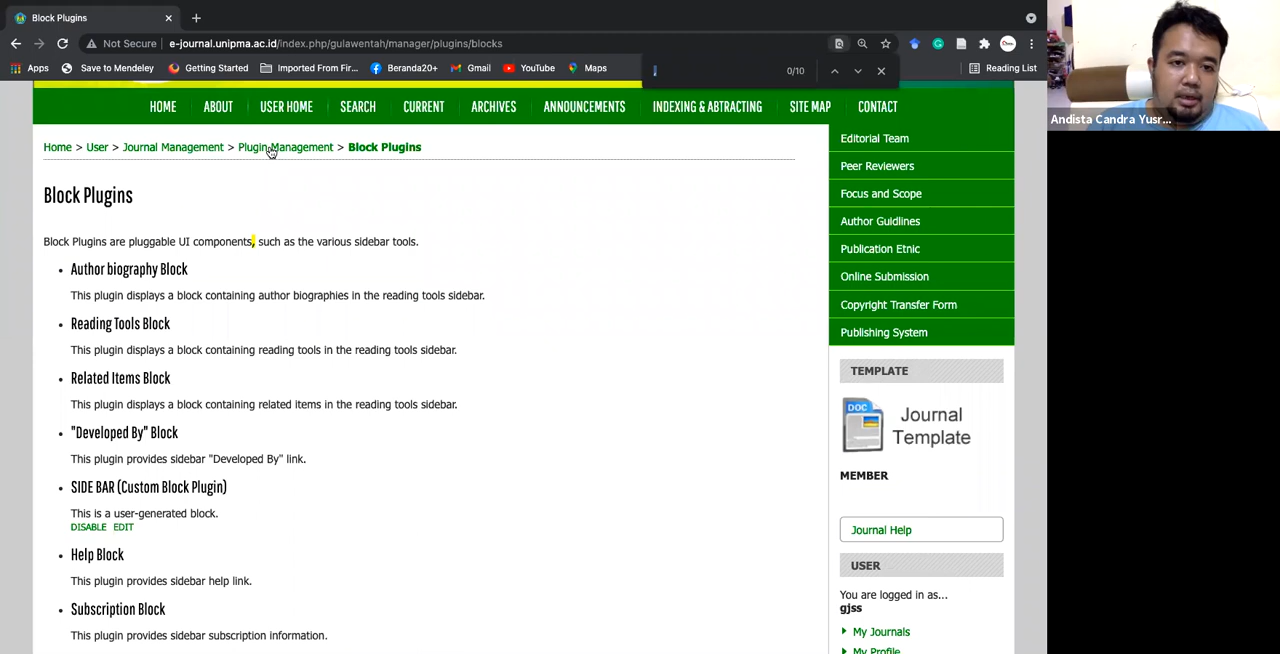 Block Plugins
Not Secure
e-journal.unipma.ac.id/index.php/gulawentah/manager/plugins/blocks
Apps
Save to Mendeley
Getting Started
Imported From Fir...
Beranda20+
Gmail
YouTube
Maps
0/10
Reading List
HOME
ABOUT
USER HOME
SEARCH
CURRENT
ARCHIVES
ANNOUNCEMENTS
INDEXING & ABTRACTING
SITE MAP
CONTACT
Andista Candra Yusr...
Home > User > Journal Management > Plugin Management > Block Plugins
Block Plugins
Block Plugins are pluggable UI components, such as the various sidebar tools.
• Author biography Block
This plugin displays a block containing author biographies in the reading tools sidebar.
• Reading Tools Block
This plugin displays a block containing reading tools in the reading tools sidebar.
• Related Items Block
This plugin displays a block containing related items in the reading tools sidebar.
• "Developed By" Block
This plugin provides sidebar "Developed By" link.
• SIDE BAR (Custom Block Plugin)
This is a user-generated block.
DISABLE EDIT
• Help Block
This plugin provides sidebar help link.
• Subscription Block
This plugin provides sidebar subscription information.
Editorial Team
Peer Reviewers
Focus and Scope
Author Guidlines
Publication Etnic
Online Submission
Copyright Transfer Form
Publishing System
TEMPLATE
DOC
Journal
Template
MEMBER
Journal Help
USER
You are logged in as...
gjss
My Journals
My Profile